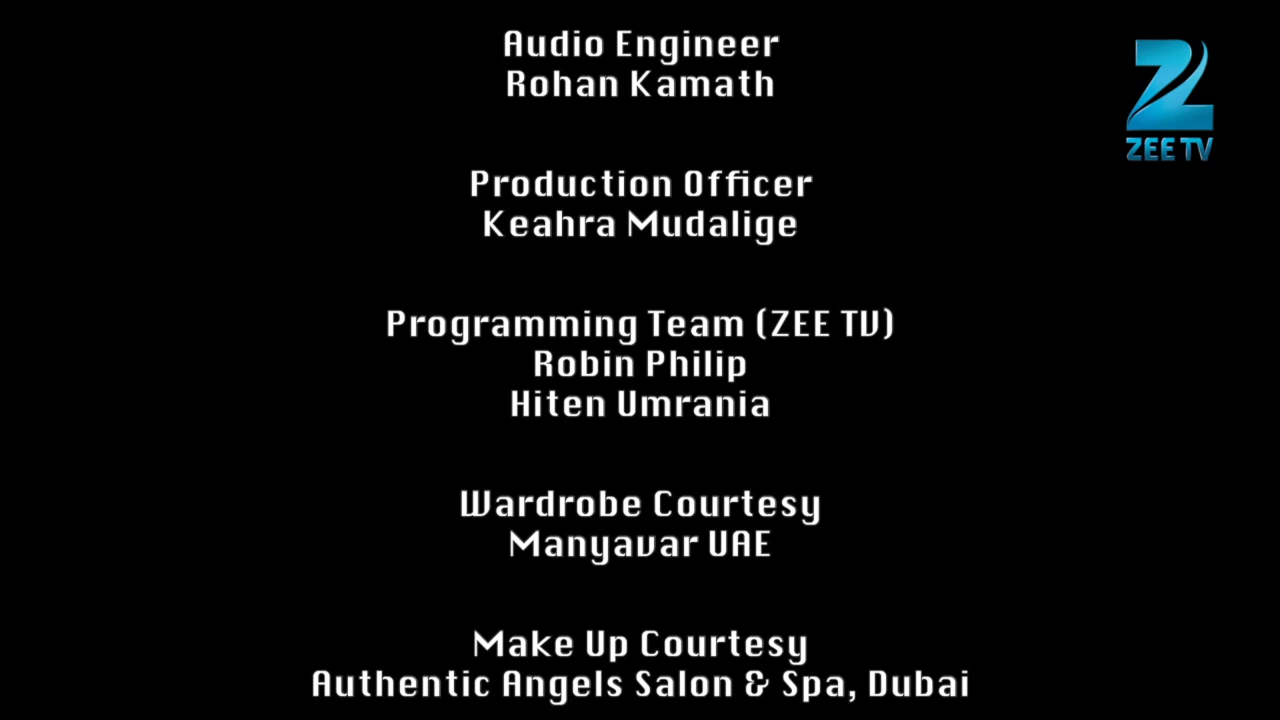 Audio Engineer
Rohan Kamath
ZEE TV
Production Officer
Keahra Mudalige
Programming Team (ZEE TV)
Robin Philip
Hiten Umrania
Wardrobe Courtesy
Manyavar UAE
Make Up Courtesy
Authentic Angels Salon & Spa, Dubai